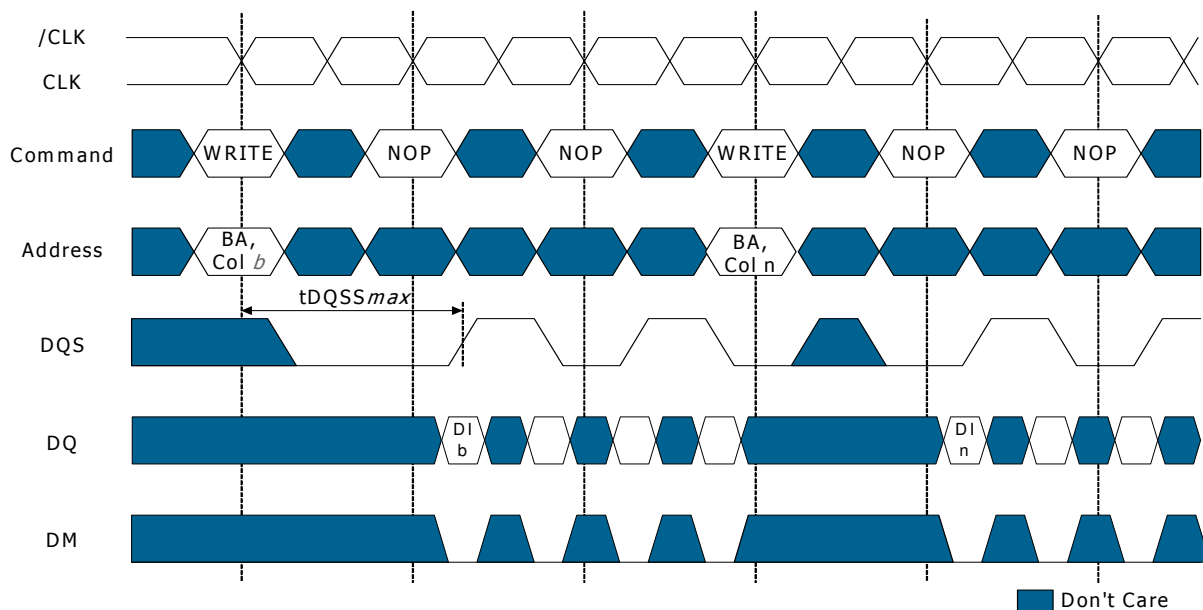 /CLK
CLK
Command
WRITE
NOP
NOP
WRITE
NOP
NOP
Address
BA,
Col b
BA,
Col n
tDQSSmax
DQS
DQ
DI
b
DI
n
DM
Don't Care